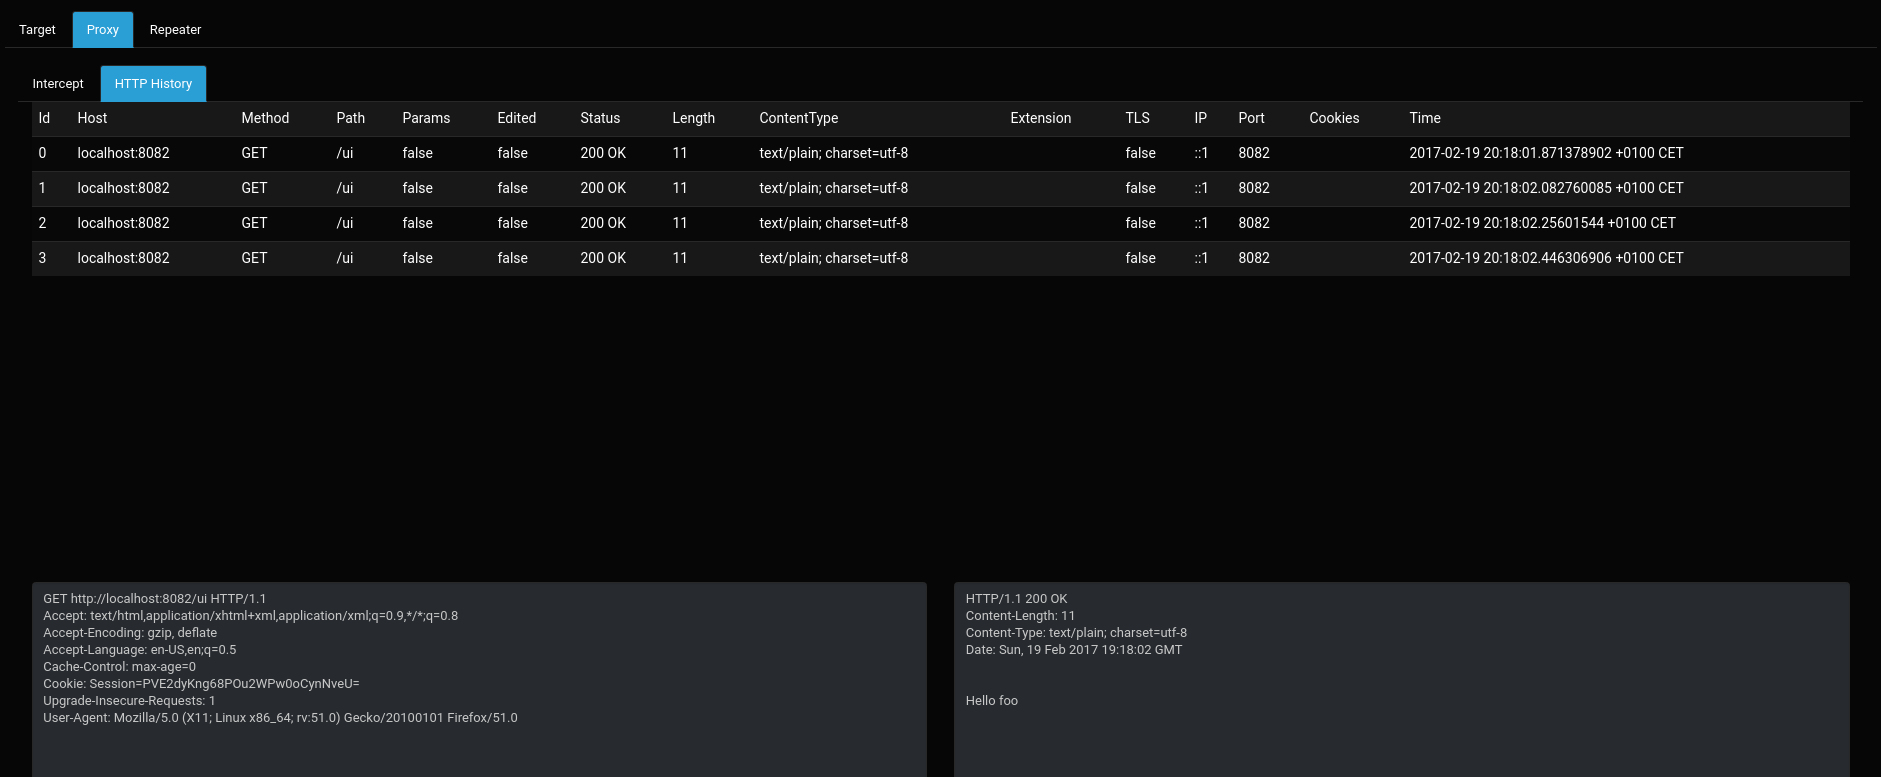 Target Proxy Repeater
Intercept HTTP History
Id Host Method Path Params Edited Status Length ContentType Extension TLS IP Port Cookies Time
0 localhost:8082 GET /ui false false 200 OK 11 text/plain; charset=utf-8 false ::1 8082 2017-02-19 20:18:01.871378902 +0100 CET
1 localhost:8082 GET /ui false false 200 OK 11 text/plain; charset=utf-8 false ::1 8082 2017-02-19 20:18:02.082760085 +0100 CET
2 localhost:8082 GET /ui false false 200 OK 11 text/plain; charset=utf-8 false ::1 8082 2017-02-19 20:18:02.25601544 +0100 CET
3 localhost:8082 GET /ui false false 200 OK 11 text/plain; charset=utf-8 false ::1 8082 2017-02-19 20:18:02.446306906 +0100 CET
GET http://localhost:8082/ui HTTP/1.1
Accept: text/html,application/xhtml+xml,application/xml;q=0.9,*/*;q=0.8
Accept-Encoding: gzip, deflate
Accept-Language: en-US,en;q=0.5
Cache-Control: max-age=0
Cookie: Session=PVE2dyKng68POu2WPw0oCynNveU=
Upgrade-Insecure-Requests: 1
User-Agent: Mozilla/5.0 (X11; Linux x86_64; rv:51.0) Gecko/20100101 Firefox/51.0
HTTP/1.1 200 OK
Content-Length: 11
Content-Type: text/plain; charset=utf-8
Date: Sun, 19 Feb 2017 19:18:02 GMT
Hello foo